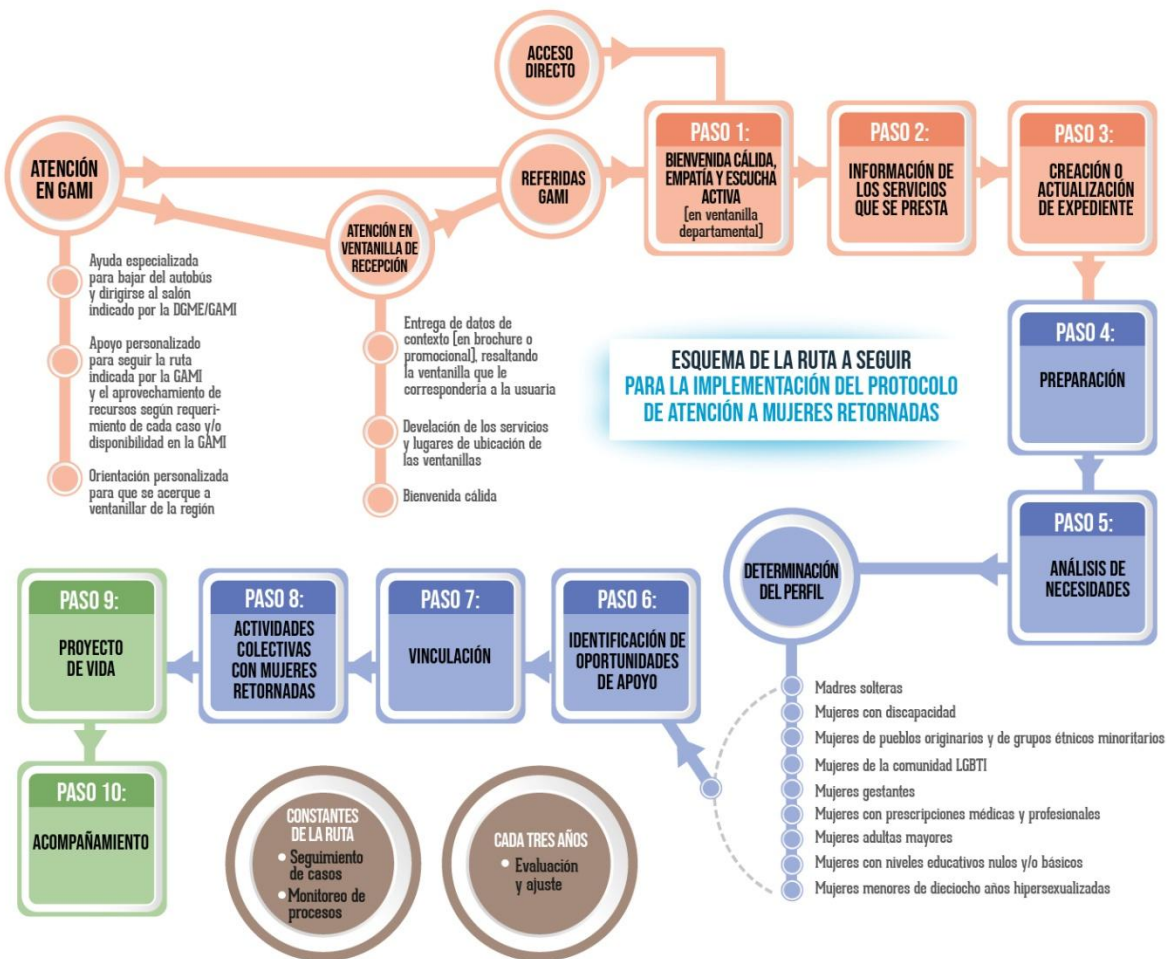 ACCESO
DIRECTO
ATENCIÓN
EN GAMI
REFERIDAS
GAMI
ATENCIÓN EN
VENTANILLA DE
RECEPCIÓN
PASO 1:
BIENVENIDA CÁLIDA,
EMPATÍA Y ESCUCHA
ACTIVA
[en ventanilla
departamental]
PASO 2:
INFORMACIÓN DE
LOS SERVICIOS
QUE SE PRESTA
PASO 3:
CREACIÓN O
ACTUALIZACIÓN
DE EXPEDIENTE
Ayuda especializada
para bajar del autobús
y dirigirse al salón
indicado por la DGME/GAMI
Apoyo personalizado
para seguir la ruta
indicada por la GAMI
y el aprovechamiento de
recursos según requeri-
miento de cada caso y/o
disponibilidad en la GAMI
Orientación personalizada
para que se acerque a
ventanillar de la región
Entrega de datos de
contexto [en brochure o
promocional], resaltando
la ventanilla que le
correspondería a la usuaria
Develación de los servicios
y lugares de ubicación de
las ventanillas
Bienvenida cálida
ESQUEMA DE LA RUTA A SEGUIR
PARA LA IMPLEMENTACIÓN DEL PROTOCOLO
DE ATENCIÓN A MUJERES RETORNADAS
PASO 4:
PREPARACIÓN
PASO 5:
ANÁLISIS DE
NECESIDADES
DETERMINACIÓN
DEL PERFIL
Madres solteras
Mujeres con discapacidad
Mujeres de pueblos originarios y de grupos étnicos minoritarios
Mujeres de la comunidad LGBTI
Mujeres gestantes
Mujeres con prescripciones médicas y profesionales
Mujeres adultas mayores
Mujeres con niveles educativos nulos y/o básicos
Mujeres menores de dieciocho años hipersexualizadas
PASO 6:
IDENTIFICACIÓN DE
OPORTUNIDADES
DE APOYO
PASO 7:
VINCULACIÓN
PASO 8:
ACTIVIDADES
COLECTIVAS
CON MUJERES
RETORNADAS
PASO 9:
PROYECTO
DE VIDA
PASO 10:
ACOMPAÑAMIENTO
CONSTANTES
DE LA RUTA
• Seguimiento
de casos
• Monitoreo de
procesos
CADA TRES AÑOS
• Evaluación
y ajuste